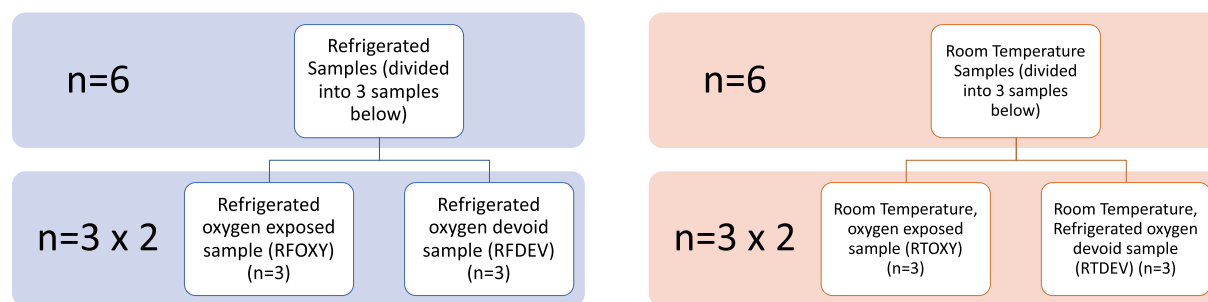 n=6
Refrigerated
Samples (divided
into 3 samples
below)
n=3 x 2
Refrigerated
oxygen exposed
sample (RFOXY)
(n=3)
Refrigerated
oxygen devoid
sample (RFDEV)
(n=3)
n=6
Room Temperature
Samples (divided
into 3 samples
below)
n=3 x 2
Room Temperature,
oxygen exposed
sample (RTOXY)
(n=3)
Room Temperature,
Refrigerated oxygen
devoid sample
(RTDEV) (n=3)